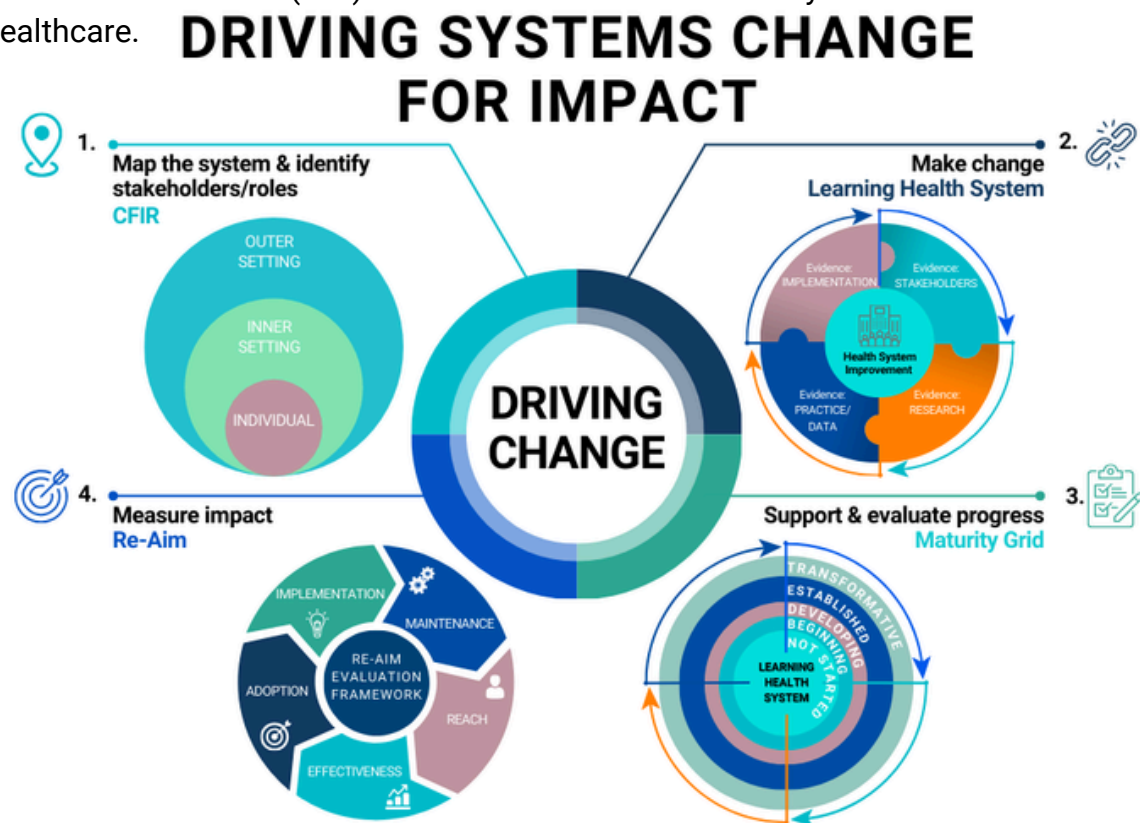 ealthcare.
DRIVING SYSTEMS CHANGE
FOR IMPACT
1.
Map the system & identify
stakeholders/roles
CFIR
OUTER
SETTING
INNER
SETTING
INDIVIDUAL
2.
Make change
Learning Health System
Evidence:
IMPLEMENTATION
Evidence:
STAKEHOLDERS
Health System
Improvement
Evidence:
PRACTICE/
DATA
Evidence:
RESEARCH
DRIVING
CHANGE
4.
Measure impact
Re-Aim
IMPLEMENTATION
MAINTENANCE
RE-AIM
EVALUATION
FRAMEWORK
ADOPTION
REACH
EFFECTIVENESS
3.
Support & evaluate progress
Maturity Grid
TRANSFORMATIVE
ESTABLISHED
DEVELOPING
BEGINNING
NOT STARTED
LEARNING
HEALTH
SYSTEM